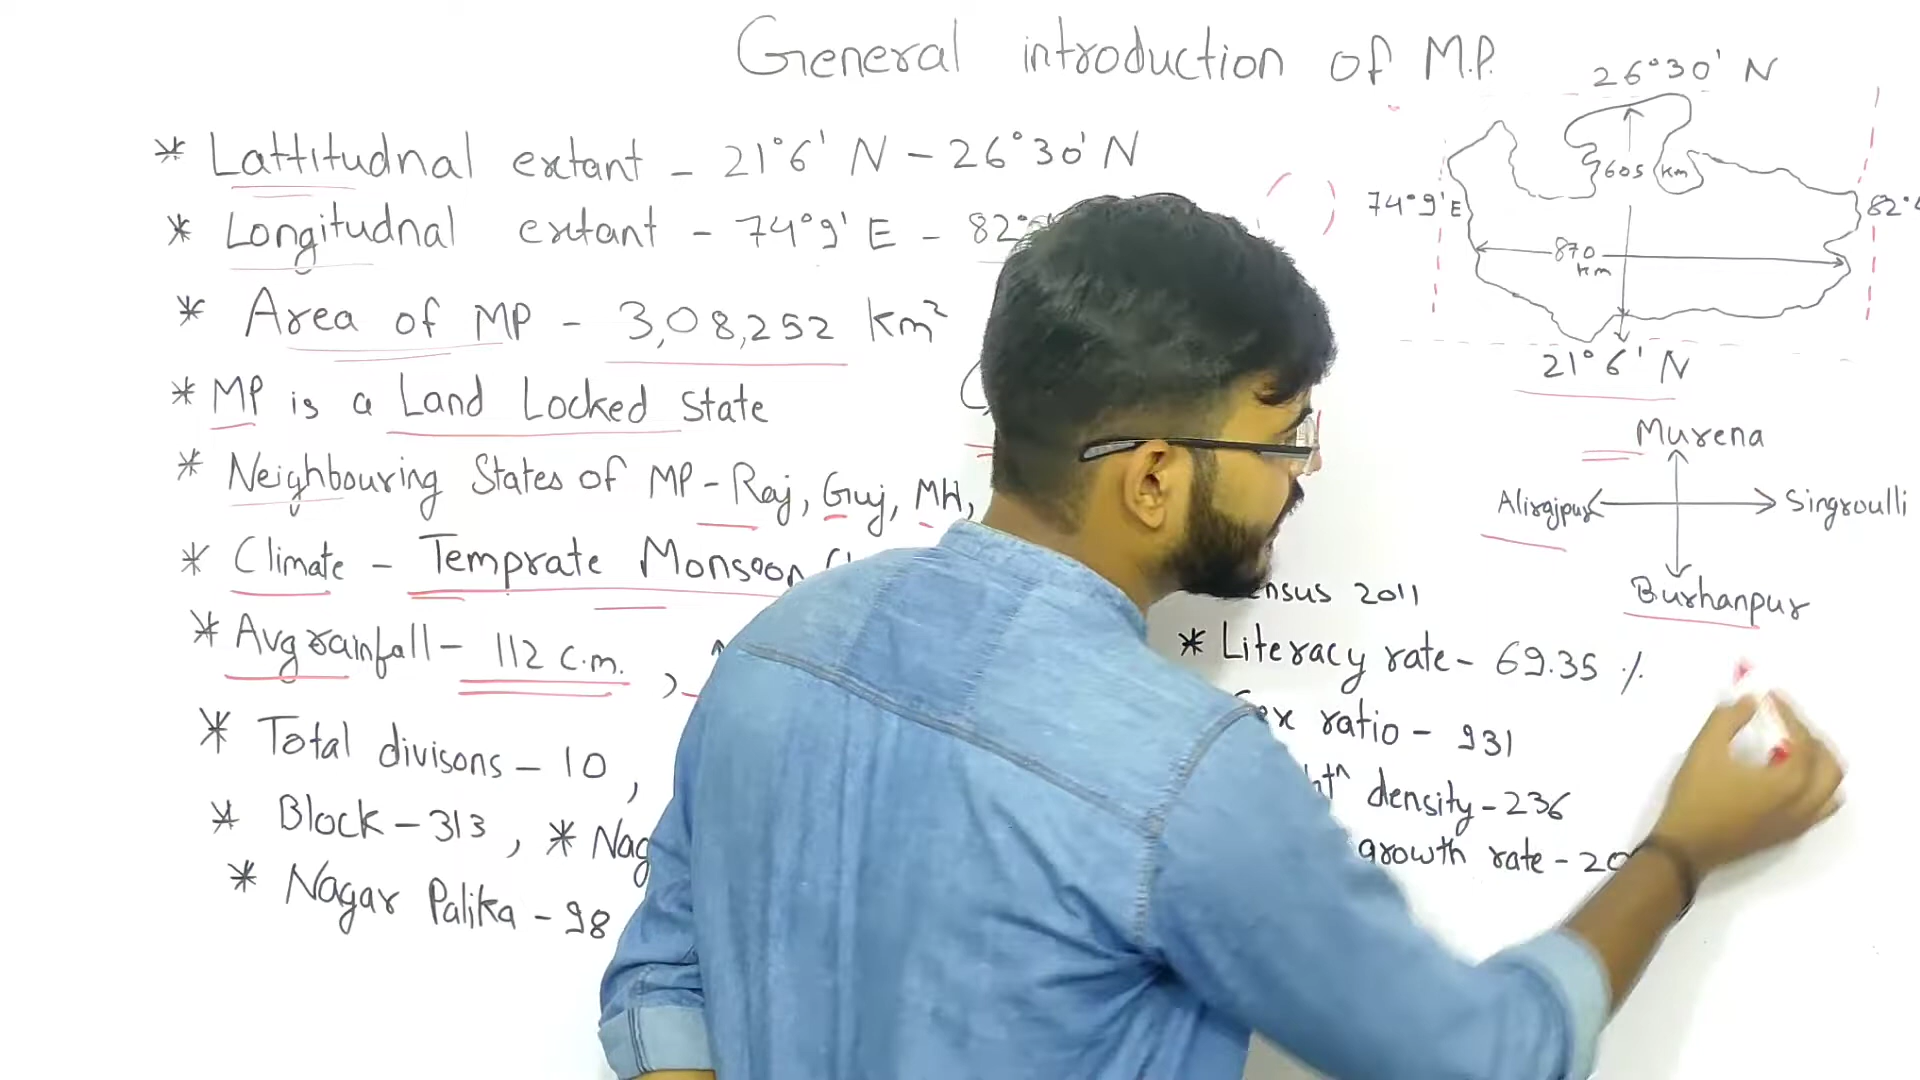 General introduction of M.P.
* Lattitudnal extant - 21°6' N - 26°30' N
* Longitudnal extant - 74°9' E - 82°
* Area of MP - 3,08,252 km²
* MP is a Land Locked State
* Neighbouring States of MP - Raj, Guj, MH,
* Climate - Temprate Monsoon
* Avg rainfall - 112 c.m. ,
* Total divisons - 10 ,
* Block - 313 , * Nag
* Nagar Palika - 98
26°30' N
605 km
74°9' E
82°
870 km
21°6' N
Murena
Alirajpur
Singroulli
Burhanpur
nsus 2011
* Literacy rate - 69.35 %
ex ratio - 931
density - 236
growth rate - 20